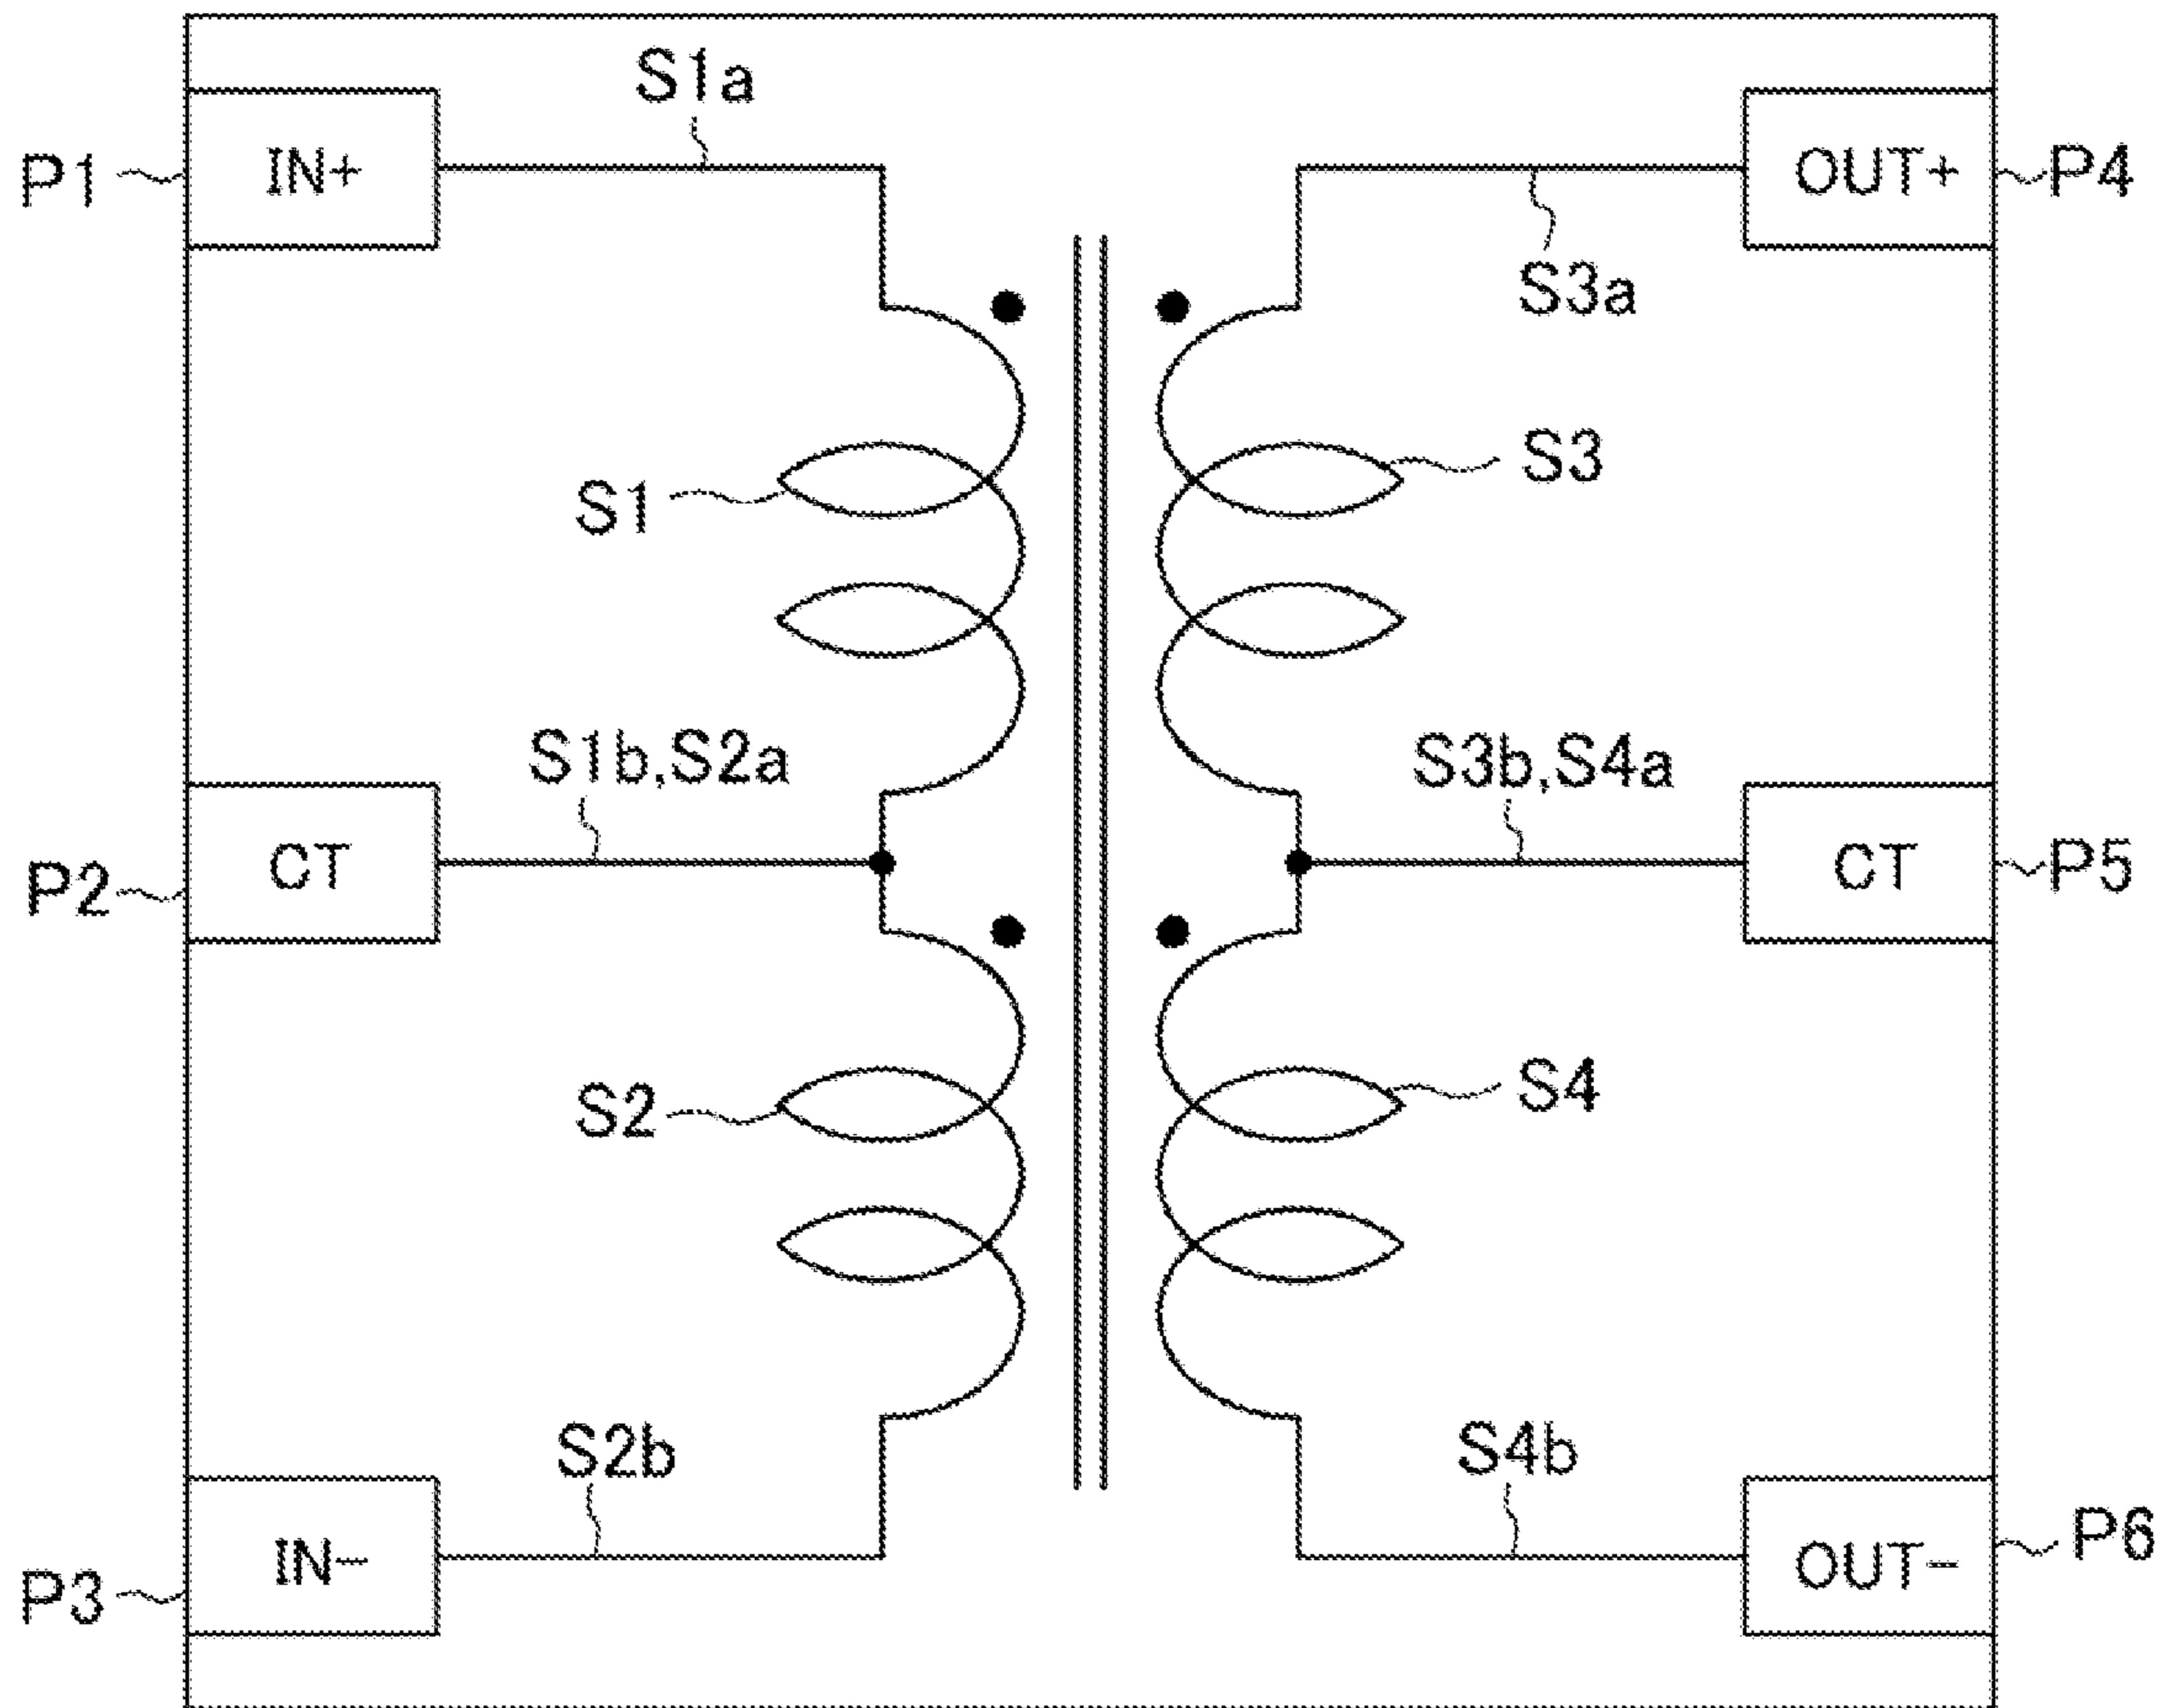 S1a
P1
IN+
OUT+
P4
S3a
S1
S3
S1b,S2a
S3b,S4a
P2
CT
CT
P5
S2
S4
S2b
S4b
P3
IN−
OUT−
P6